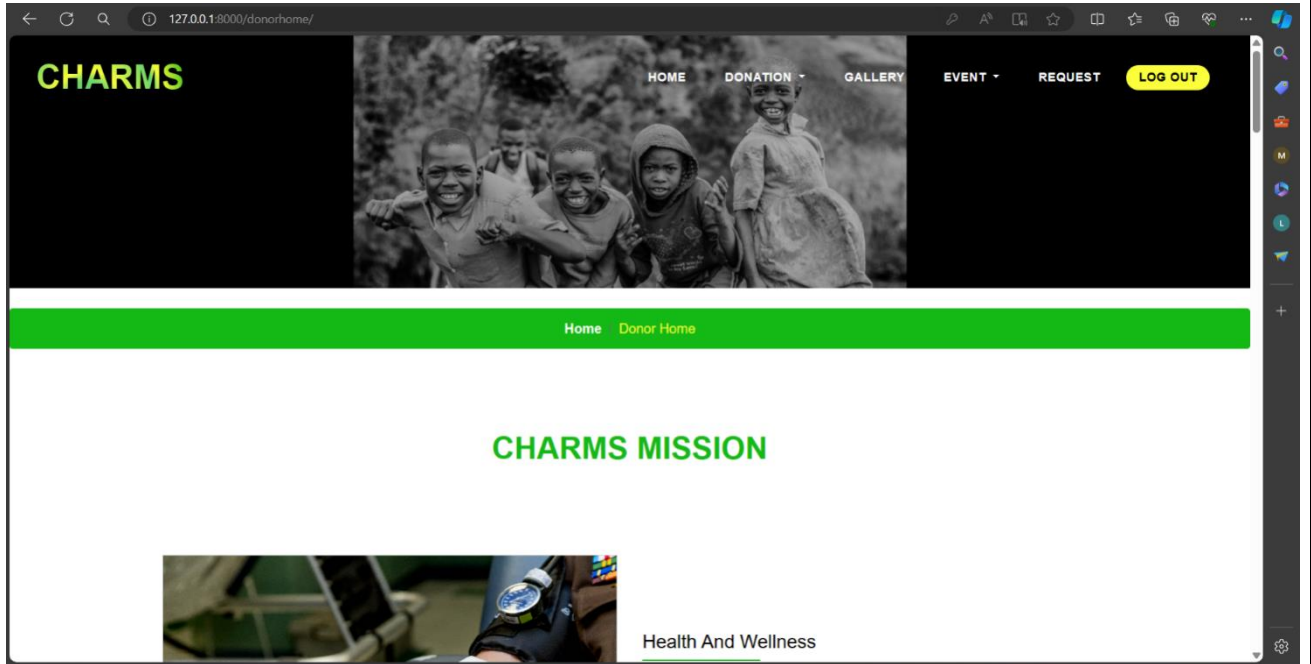 127.0.0.1:8000/donorhome/
CHARMS
HOME DONATION GALLERY EVENT REQUEST LOG OUT
M
L
Home Donor Home
CHARMS MISSION
Health And Wellness